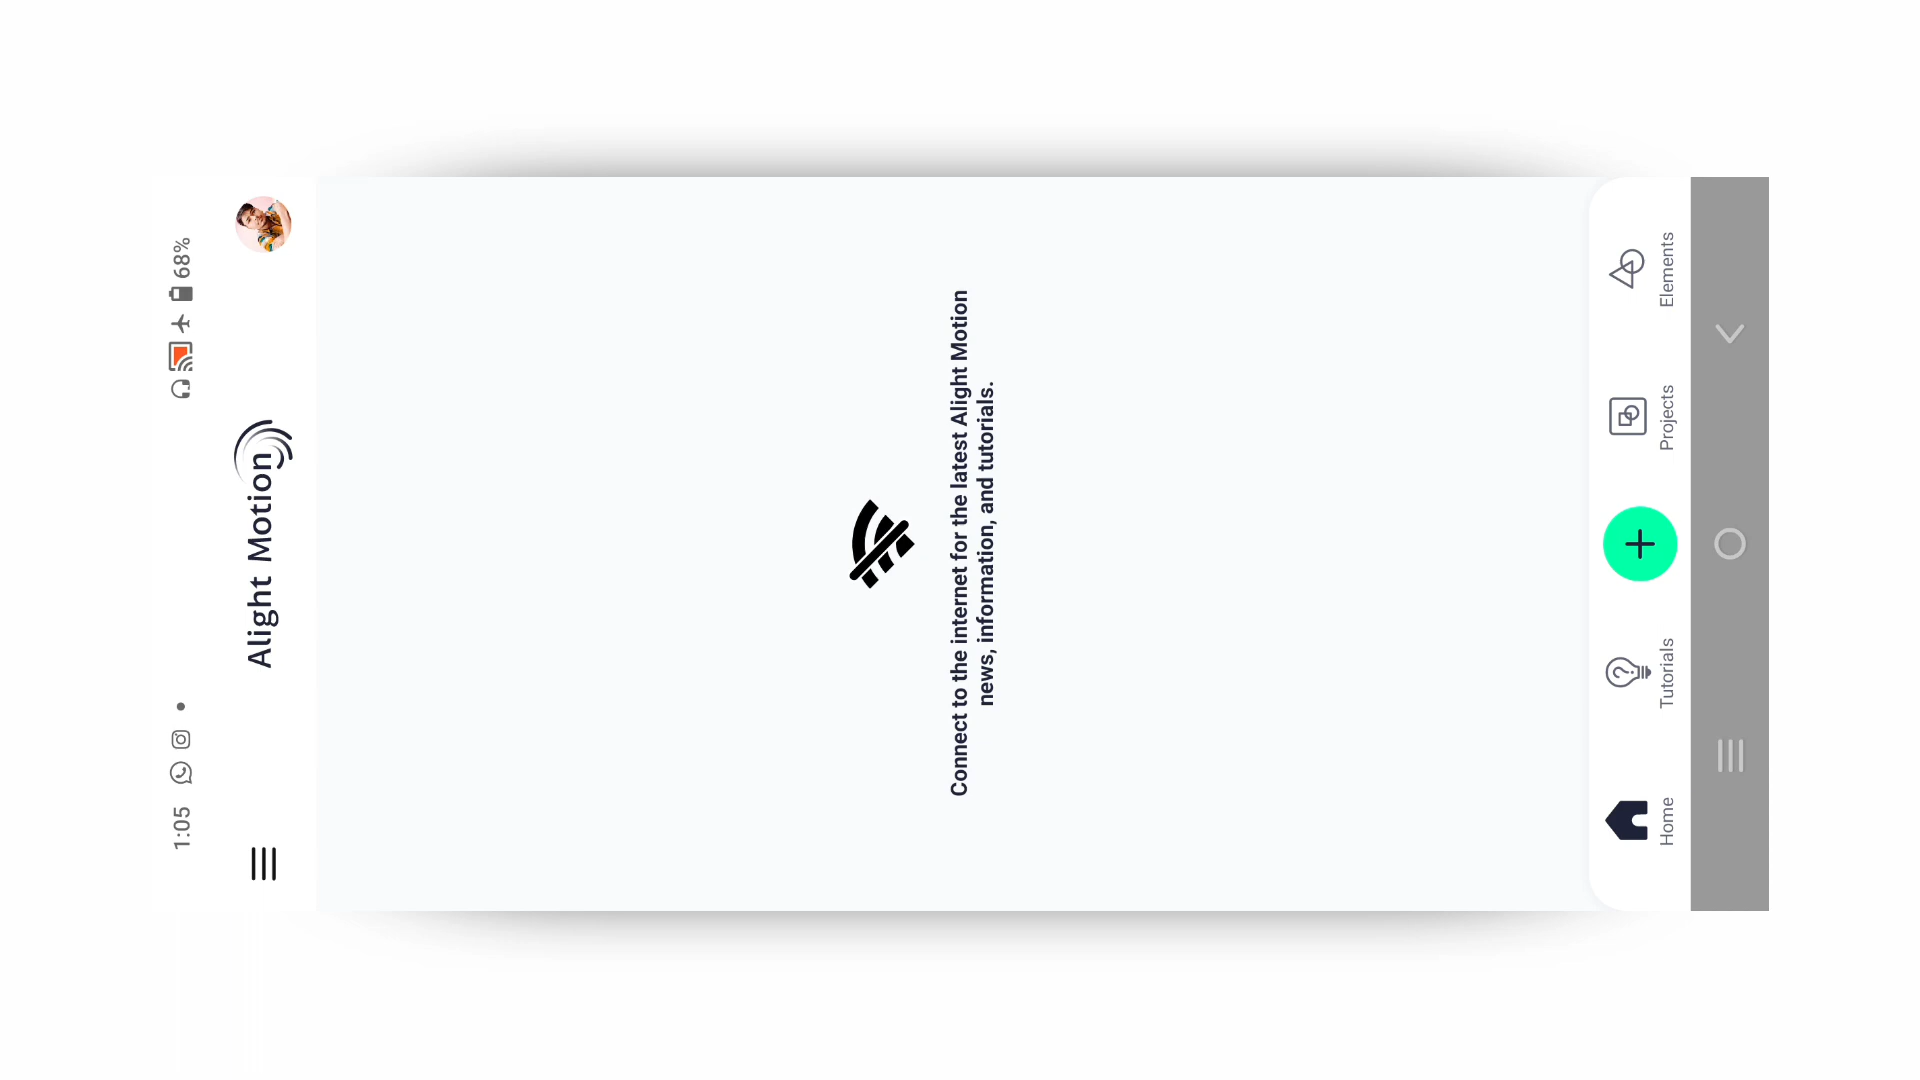 1:05
68%
Alight Motion
Connect to the internet for the latest Alight Motion
news, information, and tutorials.
Home
Tutorials
Projects
Elements